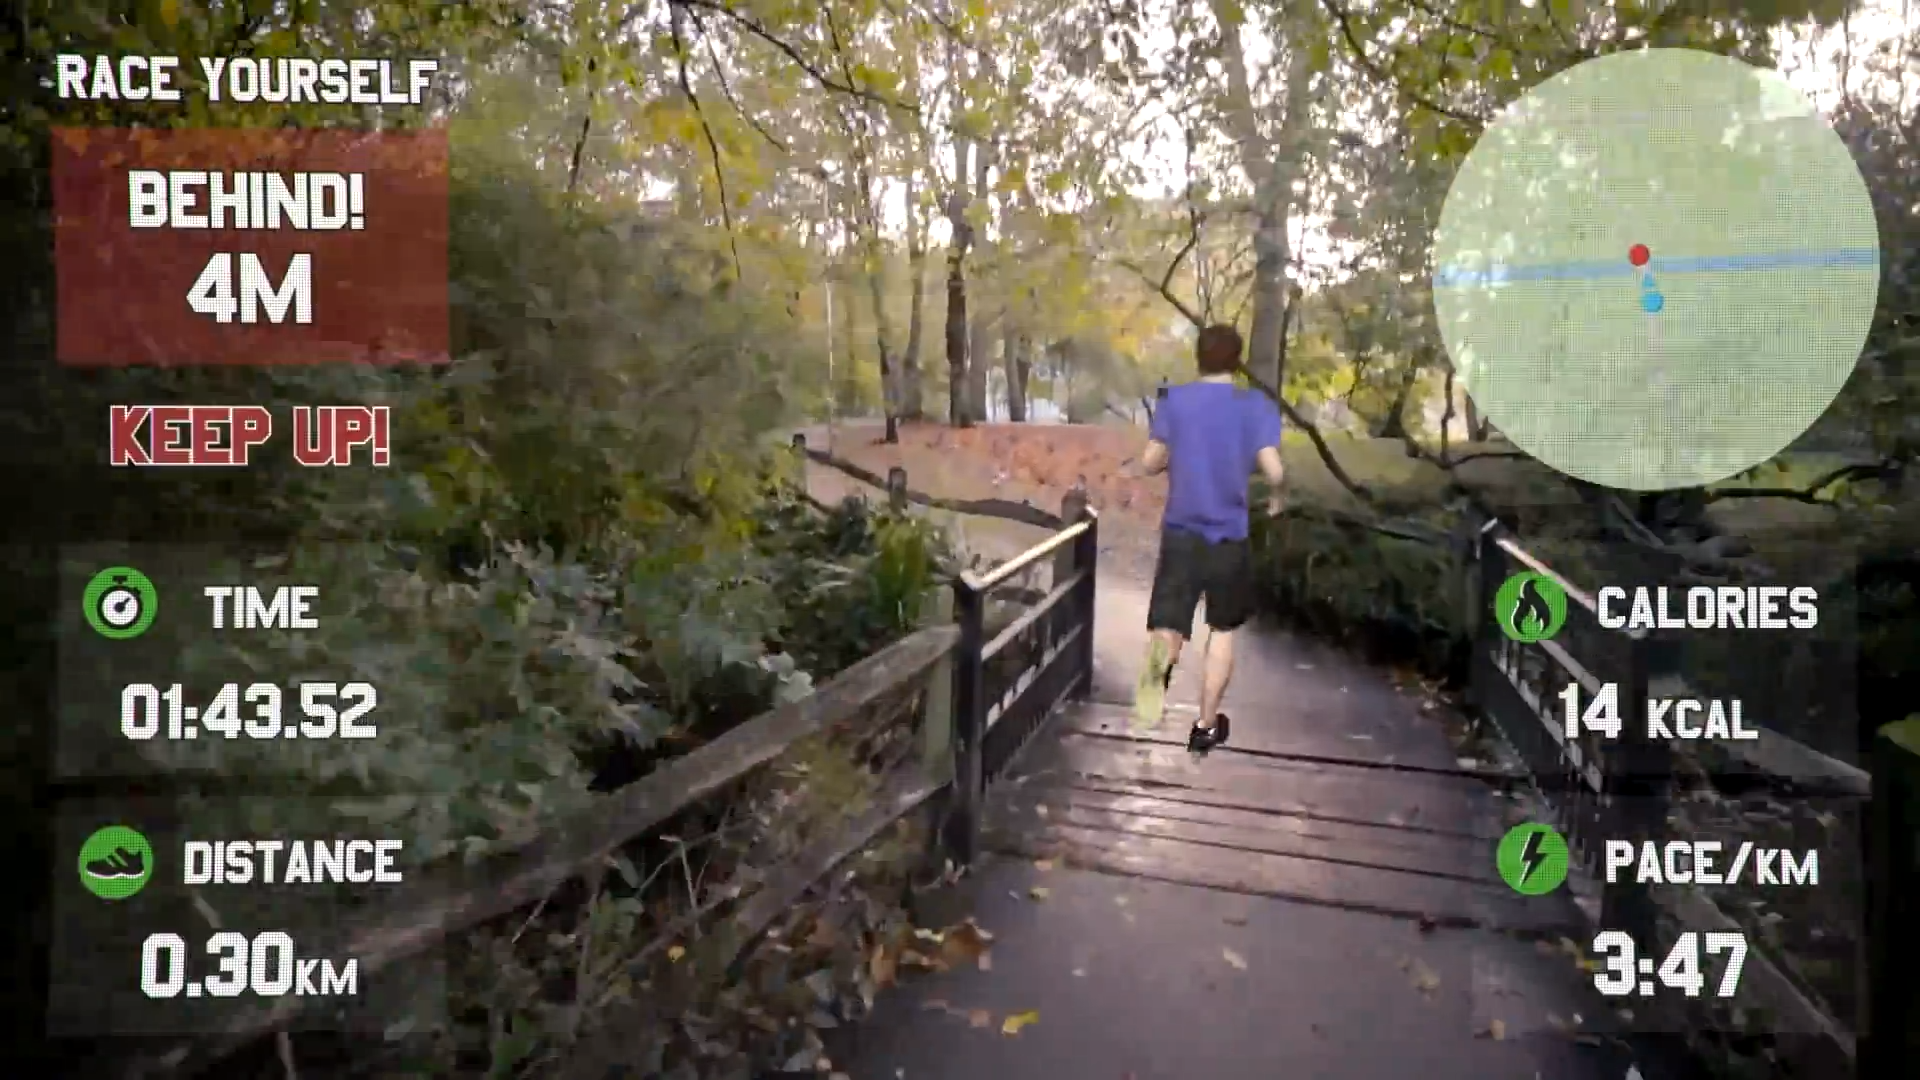 RACE YOURSELF
BEHIND!
4M
KEEP UP!
TIME
01:43.52
DISTANCE
0.30KM
CALORIES
14 KCAL
PACE/KM
3:47